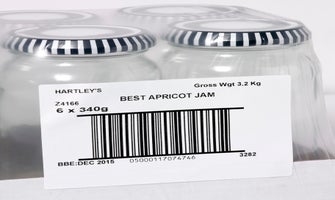 HARTLEY'S
Gross Wgt 3.2 Kg
Z4166
BEST APRICOT JAM
6 x 340g
BBE:DEC 2015
05000117074746
3282